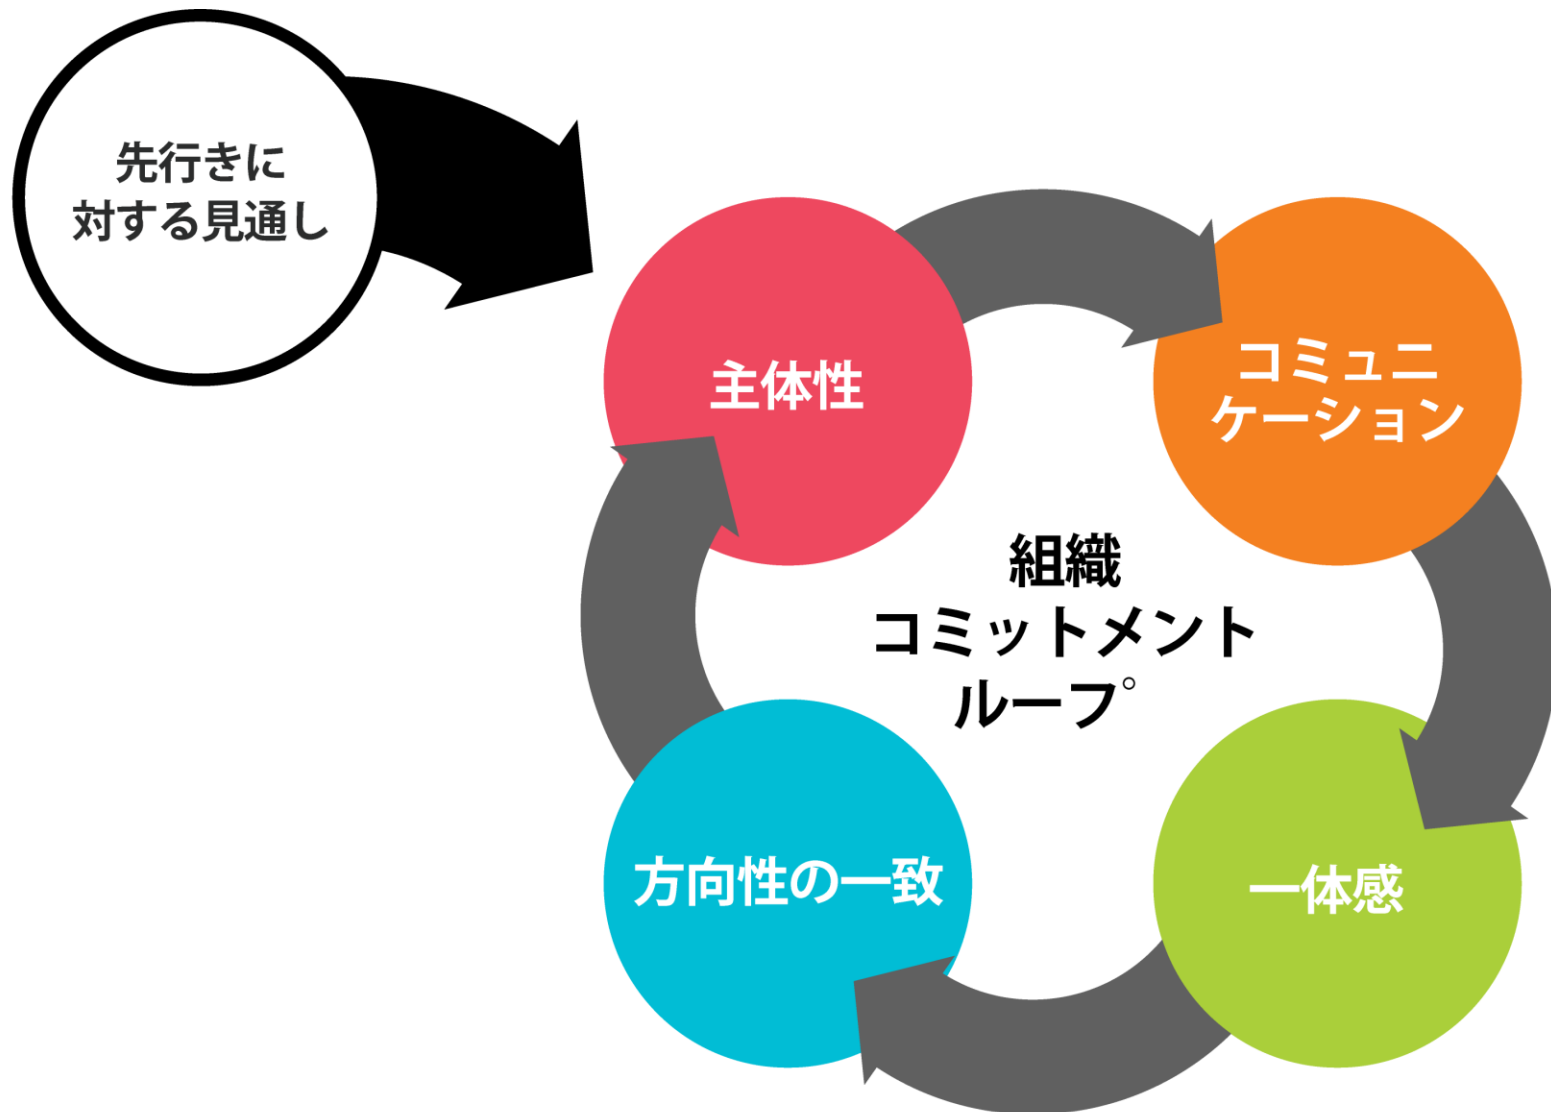 先行きに
対する見通し
主体性
コミュニ
ケーション
組織
コミットメント
ループ
方向性の一致
一体感